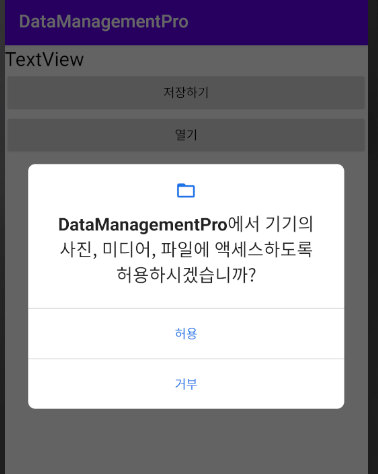 DataManagementPro
TextView
저장하기
열기
DataManagementPro에서 기기의
사진, 미디어, 파일에 액세스하도록
허용하시겠습니까?
허용
거부